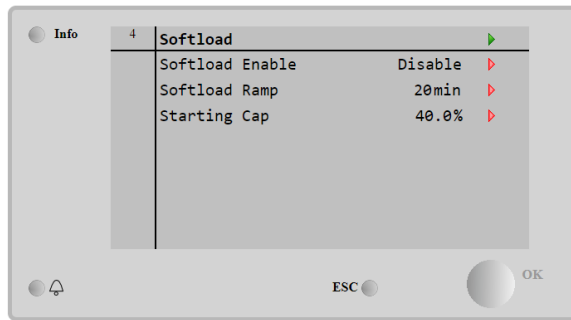 Info
4 Softload
Softload Enable Disable
Softload Ramp 20min
Starting Cap 40.0%
ESC
OK